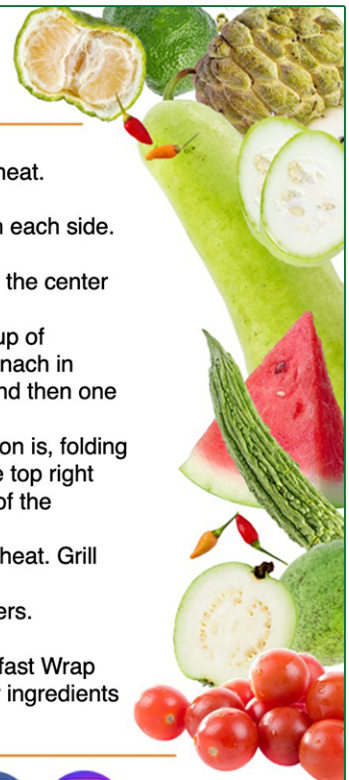 heat.
each side.
the center
up of
nach in
nd then one
on is, folding
top right
of the
heat. Grill
ers.
fast Wrap
ingredients